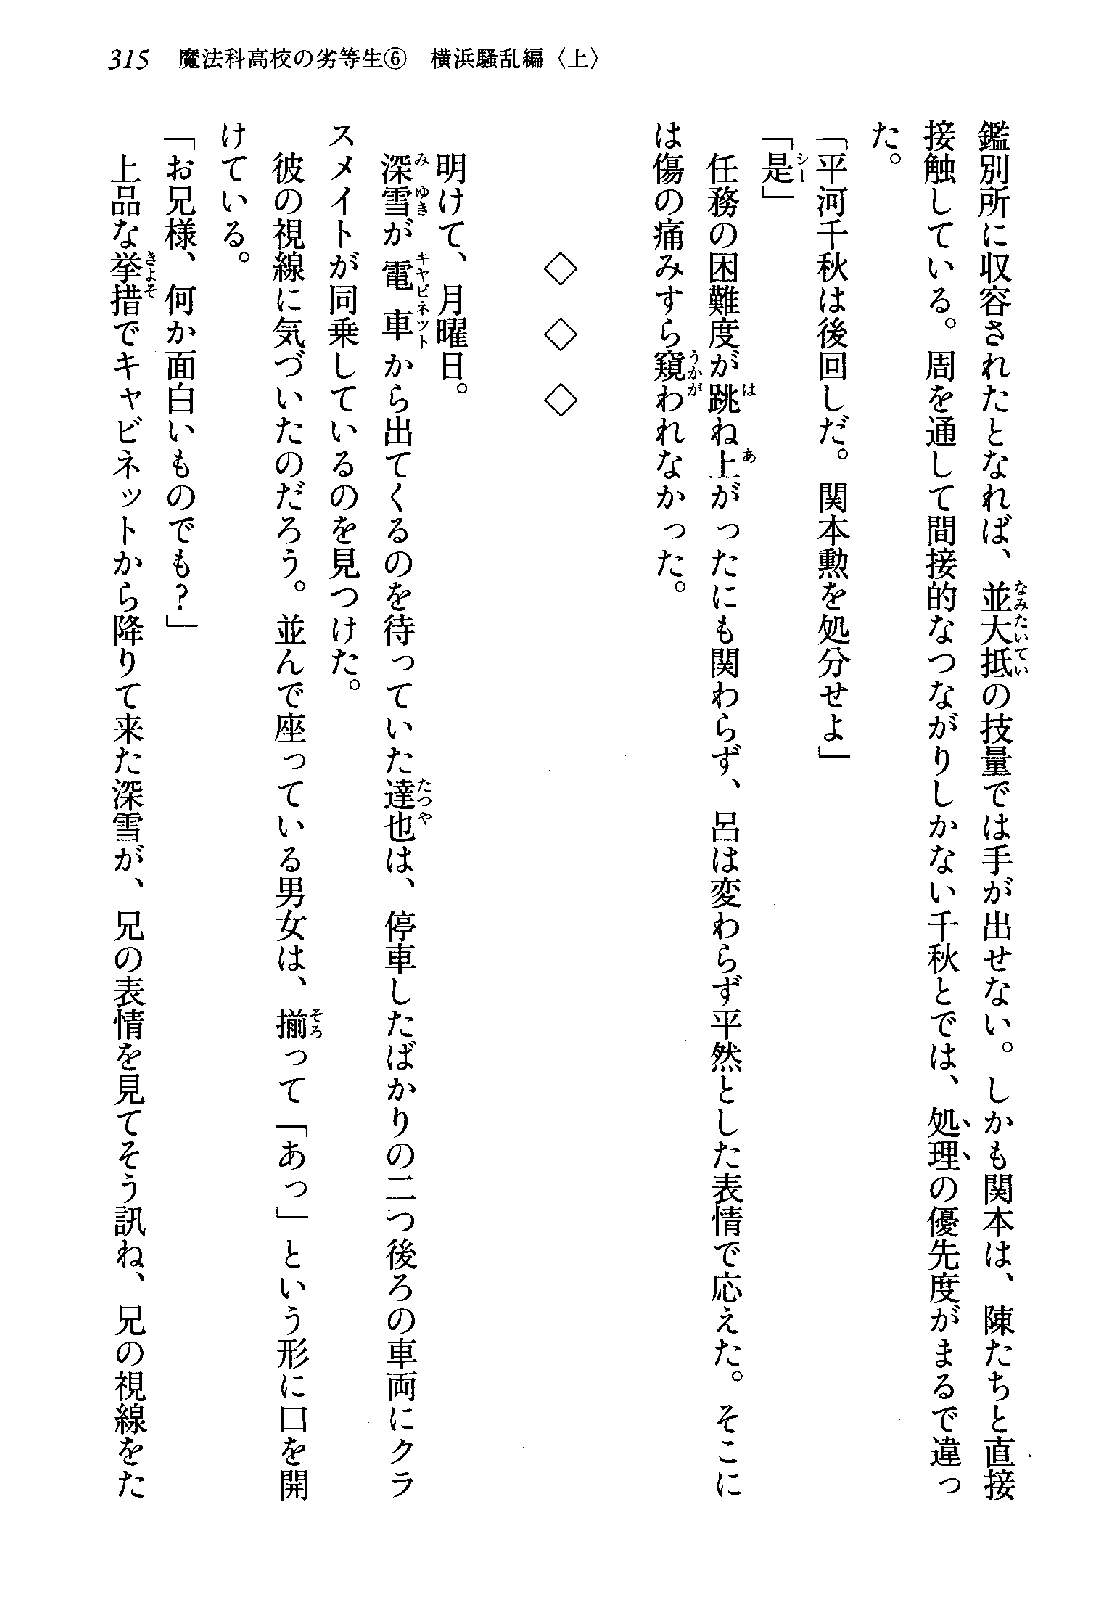 315　魔法科高校の劣等生⑥　横浜騒乱編〈上〉
鑑別所に収容されたとなれば、並大抵の技量では手が出せない。しかも関本は、陳たちと直接
接触している。周を通して間接的なつながりしかない千秋とでは、処理の優先度がまるで違っ
た。
「平河千秋は後回しだ。関本勲を処分せよ」
「是」
　任務の困難度が跳ね上がったにも関わらず、呂は変わらず平然とした表情で応えた。そこに
は傷の痛みすら窺われなかった。
◇　◇　◇
　明けて、月曜日。
　深雪が電車から出てくるのを待っていた達也は、停車したばかりの二つ後ろの車両にクラ
スメイトが同乗しているのを見つけた。
　彼の視線に気づいたのだろう。並んで座っている男女は、揃って「あっ」という形に口を開
けている。
「お兄様、何か面白いものでも？」
　上品な挙措でキャビネットから降りて来た深雪が、兄の表情を見てそう訊ね、兄の視線をた